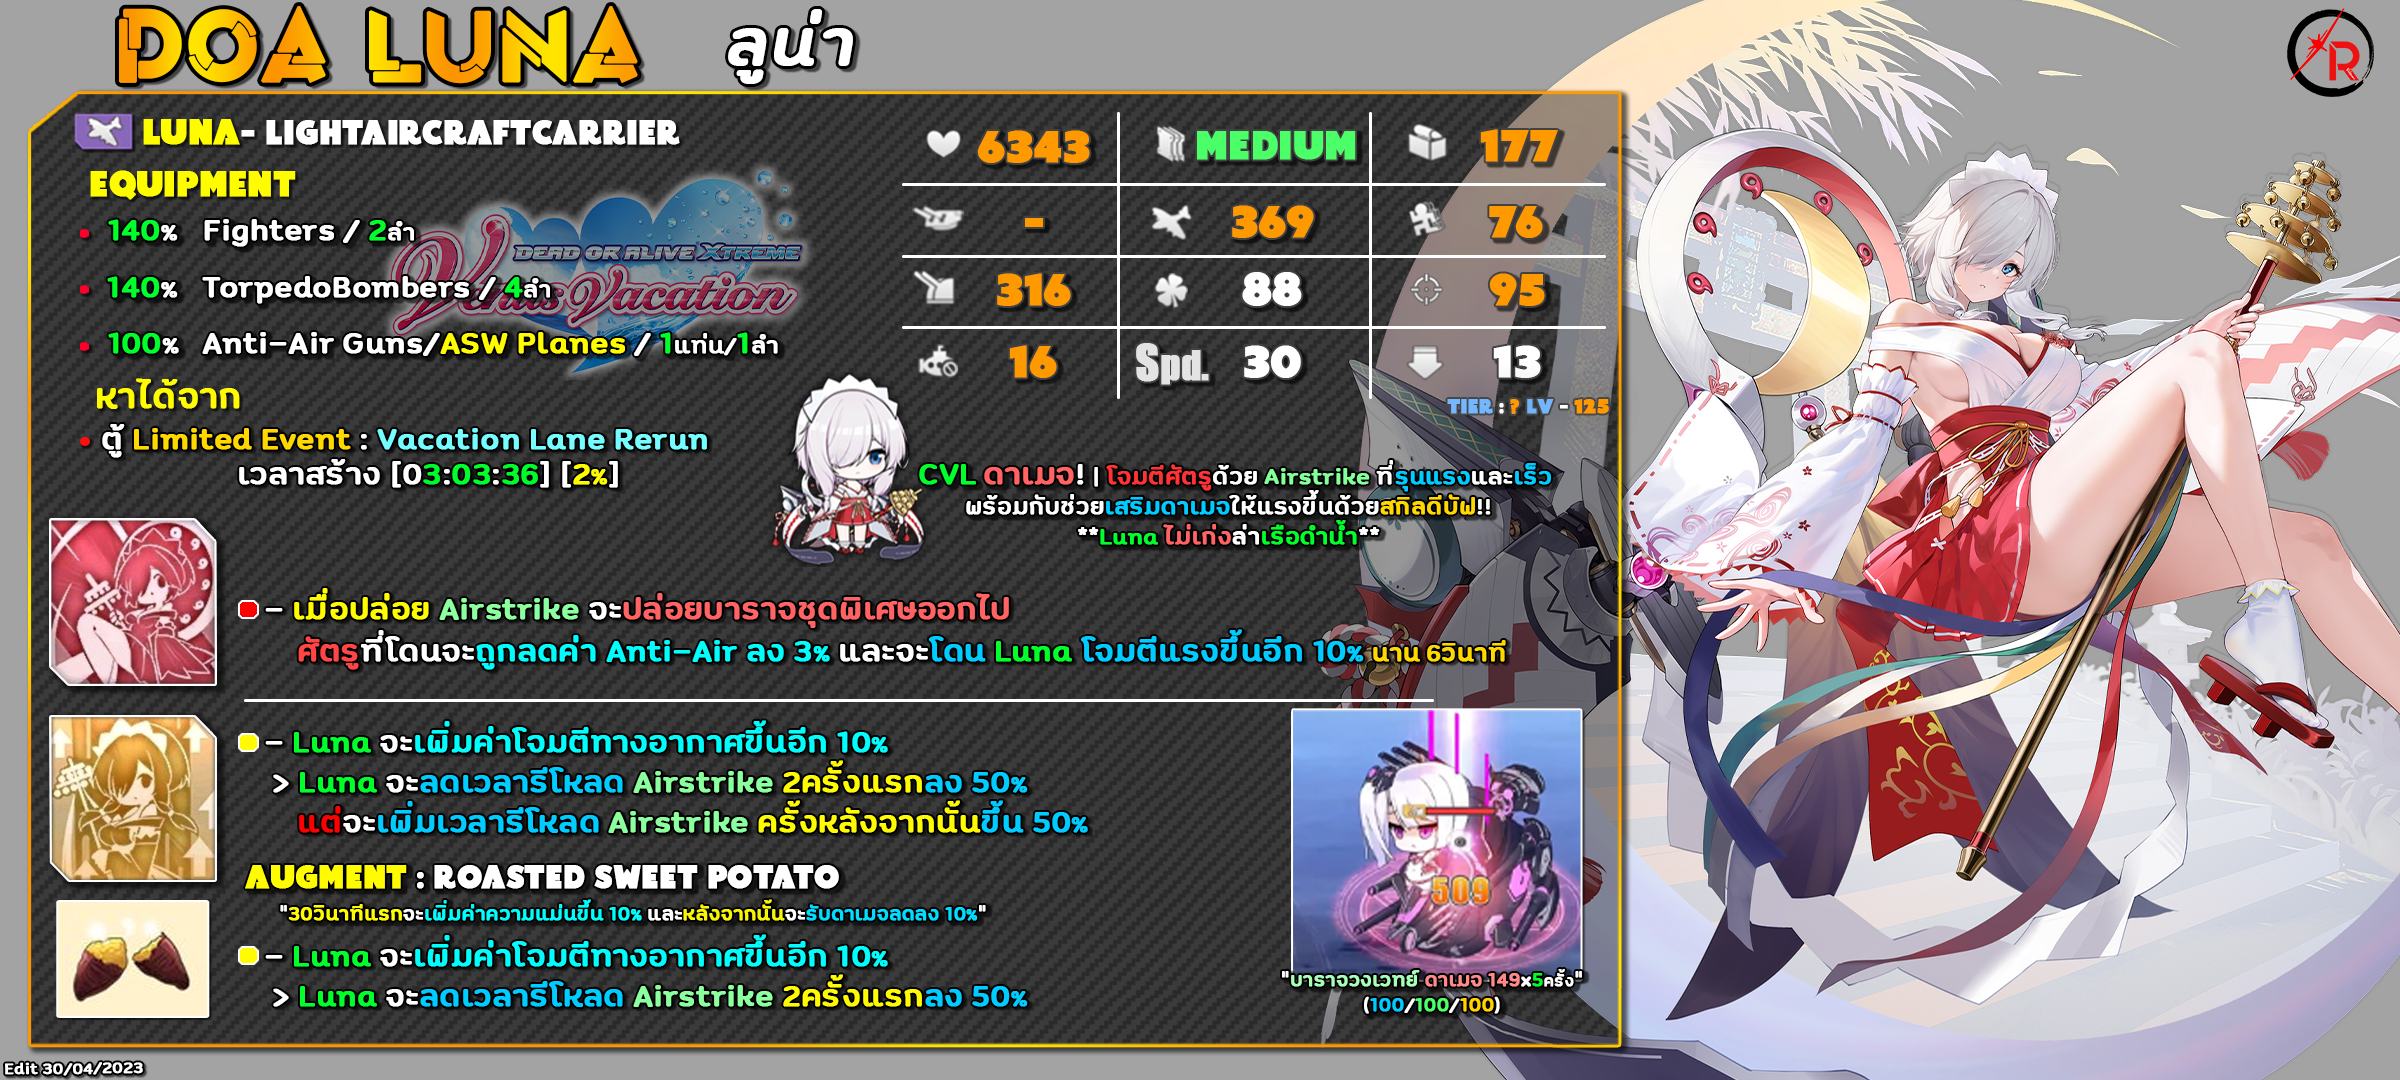 DOA LUNA ลูน่า
LUNA- LIGHTAIRCRAFTCARRIER
EQUIPMENT
140% Fighters / 2ลำ
140% TorpedoBombers / 4ลำ
100% Anti-Air Guns/ASW Planes / 1แท่น/1ลำ
DEAD OR ALIVE XTREME
Venus Vacation
หาได้จาก
ตู้ Limited Event : Vacation Lane Rerun
เวลาสร้าง [03:03:36] [2%]
6343 MEDIUM 177
- 369 76
316 88 95
16 Spd. 30 13
TIER : ? LV - 125
CVL ดาเมจ! | โจมตีศัตรูด้วย Airstrike ที่รุนแรงและเร็ว
พร้อมกับช่วยเสริมดาเมจให้แรงขึ้นด้วยสกิลดีบัฟ!!
**Luna ไม่เก่งล่าเรือดำน้ำ**
- เมื่อปล่อย Airstrike จะปล่อยบาราจชุดพิเศษออกไป
ศัตรูที่โดนจะถูกลดค่า Anti-Air ลง 3% และจะโดน Luna โจมตีแรงขึ้นอีก 10% นาน 6วินาที
- Luna จะเพิ่มค่าโจมตีทางอากาศขึ้นอีก 10%
> Luna จะลดเวลารีโหลด Airstrike 2ครั้งแรกลง 50%
แต่จะเพิ่มเวลารีโหลด Airstrike ครั้งหลังจากนั้นขึ้น 50%
AUGMENT : ROASTED SWEET POTATO
"30วินาทีแรกจะเพิ่มค่าความแม่นขึ้น 10% และหลังจากนั้นจะรับดาเมจลดลง 10%"
- Luna จะเพิ่มค่าโจมตีทางอากาศขึ้นอีก 10%
> Luna จะลดเวลารีโหลด Airstrike 2ครั้งแรกลง 50%
509
"บาราจวงเวทย์ ดาเมจ 149x5ครั้ง"
(100/100/100)
R
Edit 30/04/2023